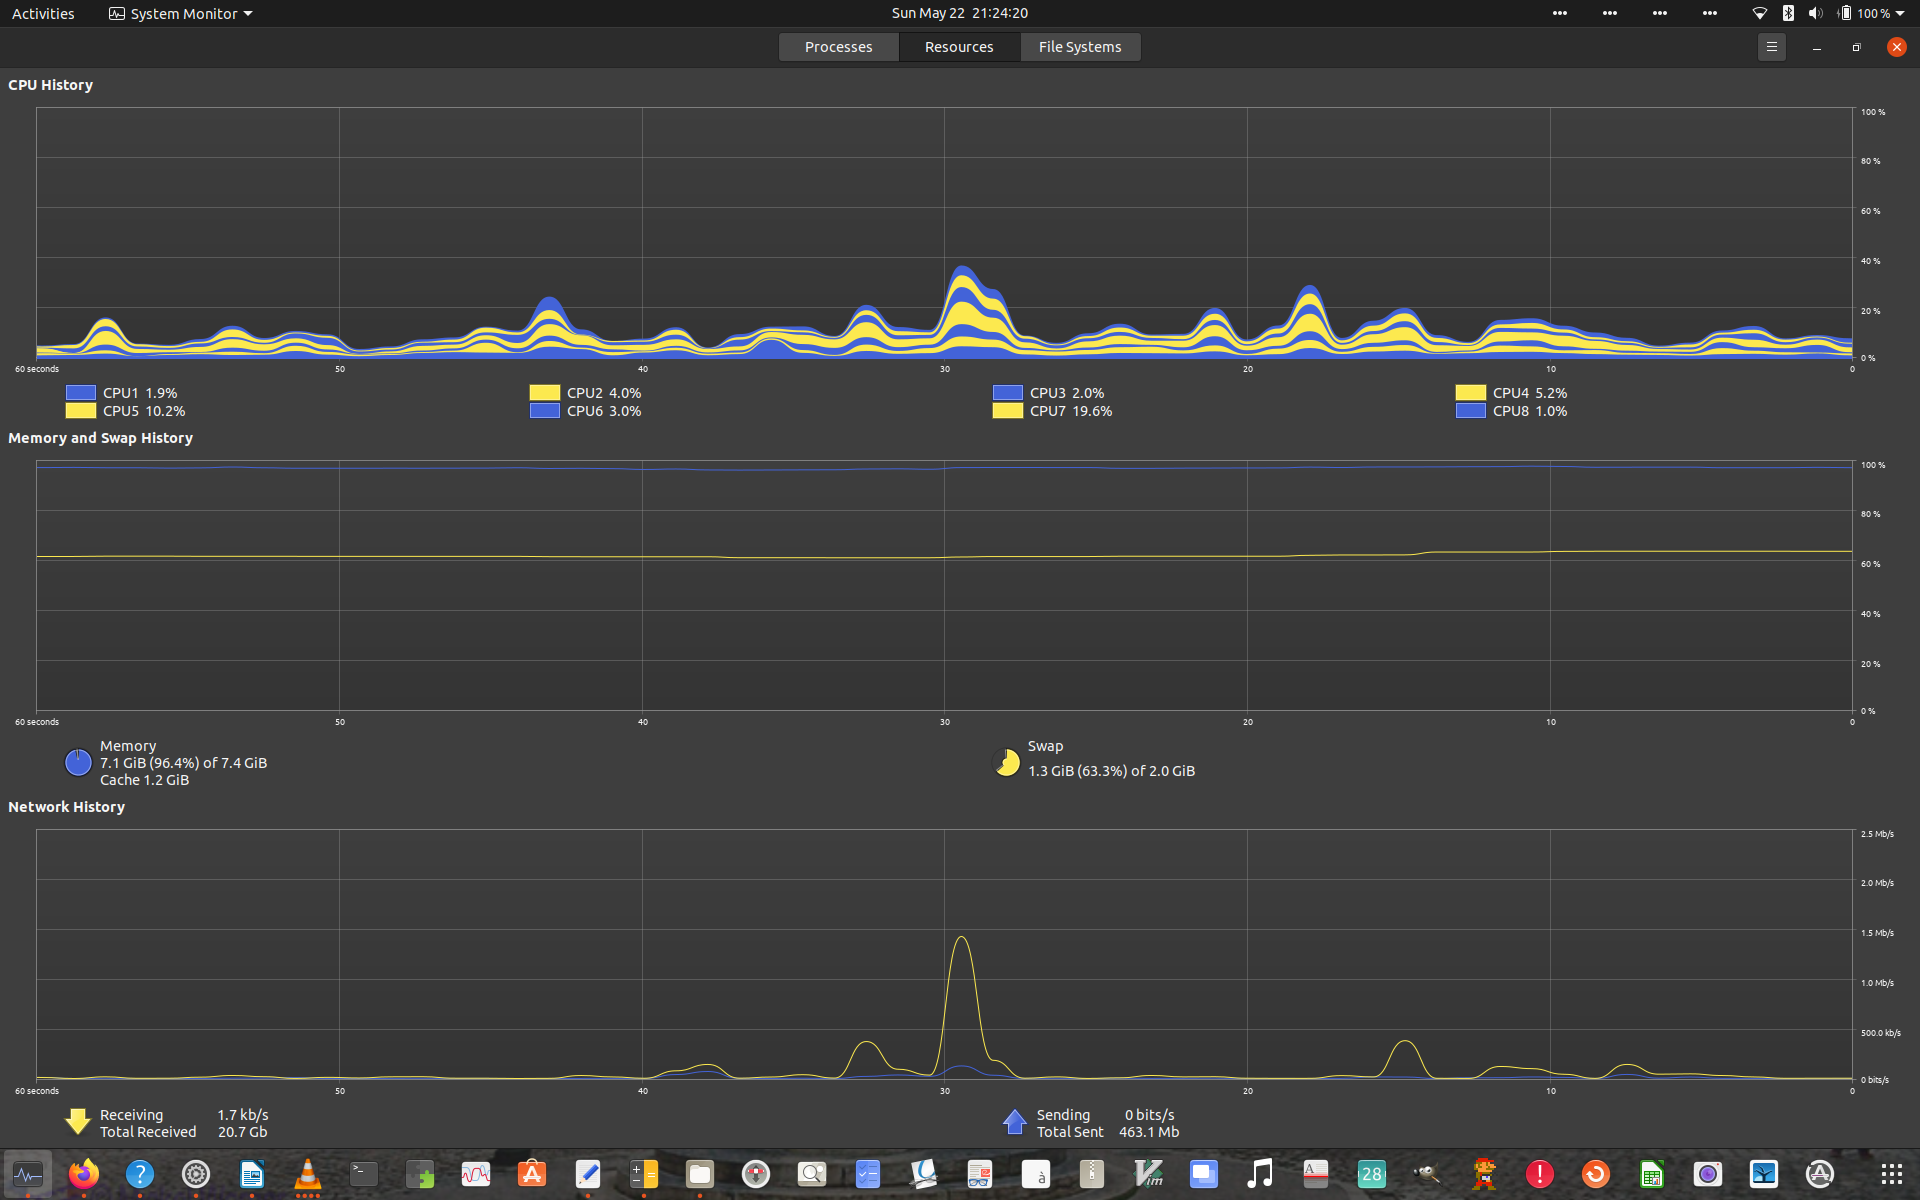 Activities System Monitor Sun May 22 21:24:20 100 %
Processes Resources File Systems
CPU History
100 %
80 %
60 %
40 %
20 %
0 %
60 seconds 50 40 30 20 10 0
CPU1 1.9% CPU2 4.0% CPU3 2.0% CPU4 5.2%
CPU5 10.2% CPU6 3.0% CPU7 19.6% CPU8 1.0%
Memory and Swap History
100 %
80 %
60 %
40 %
20 %
0 %
60 seconds 50 40 30 20 10 0
Memory Swap
7.1 GiB (96.4%) of 7.4 GiB 1.3 GiB (63.3%) of 2.0 GiB
Cache 1.2 GiB
Network History
2.5 Mb/s
2.0 Mb/s
1.5 Mb/s
1.0 Mb/s
500.0 kb/s
0 bits/s
60 seconds 50 40 30 20 10 0
Receiving 1.7 kb/s Sending 0 bits/s
Total Received 20.7 Gb Total Sent 463.1 Mb
? >_ A à Vim A 28 ! A